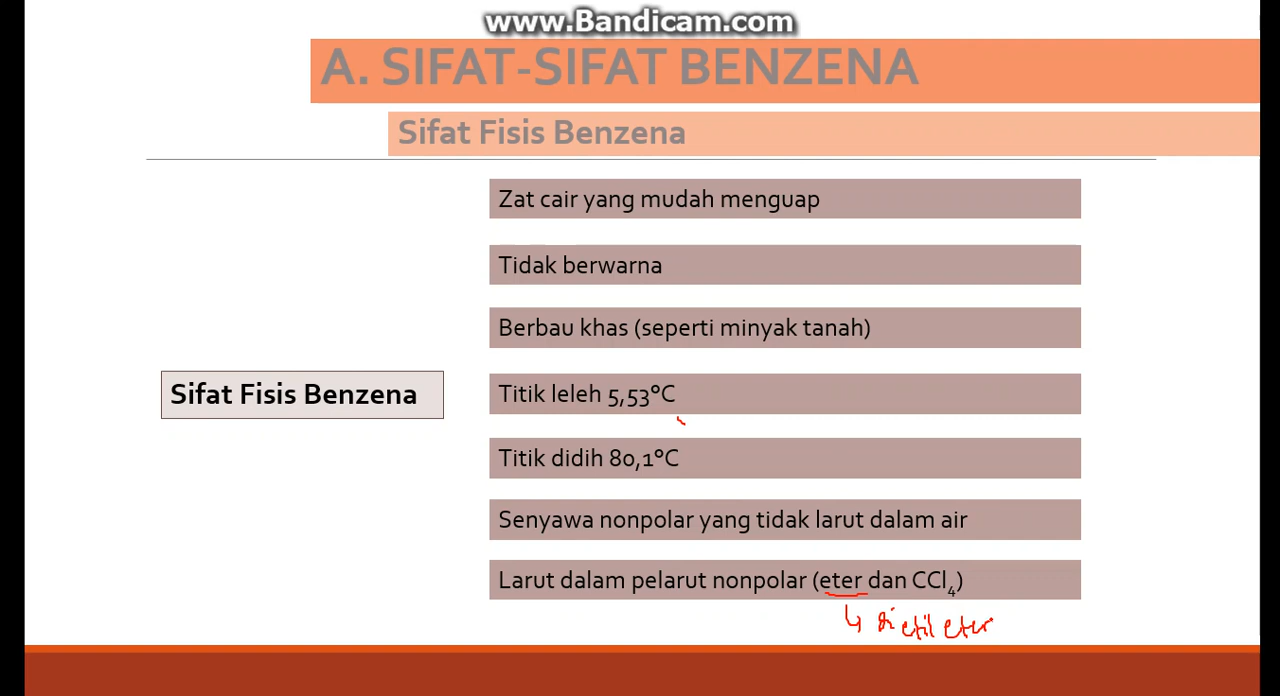 www.Bandicam.com
A. SIFAT-SIFAT BENZENA
Sifat Fisis Benzena
Zat cair yang mudah menguap
Tidak berwarna
Berbau khas (seperti minyak tanah)
Sifat Fisis Benzena
Titik leleh 5,53°C
Titik didih 80,1°C
Senyawa nonpolar yang tidak larut dalam air
Larut dalam pelarut nonpolar (eter dan CCl₄)
↳ di etil eter